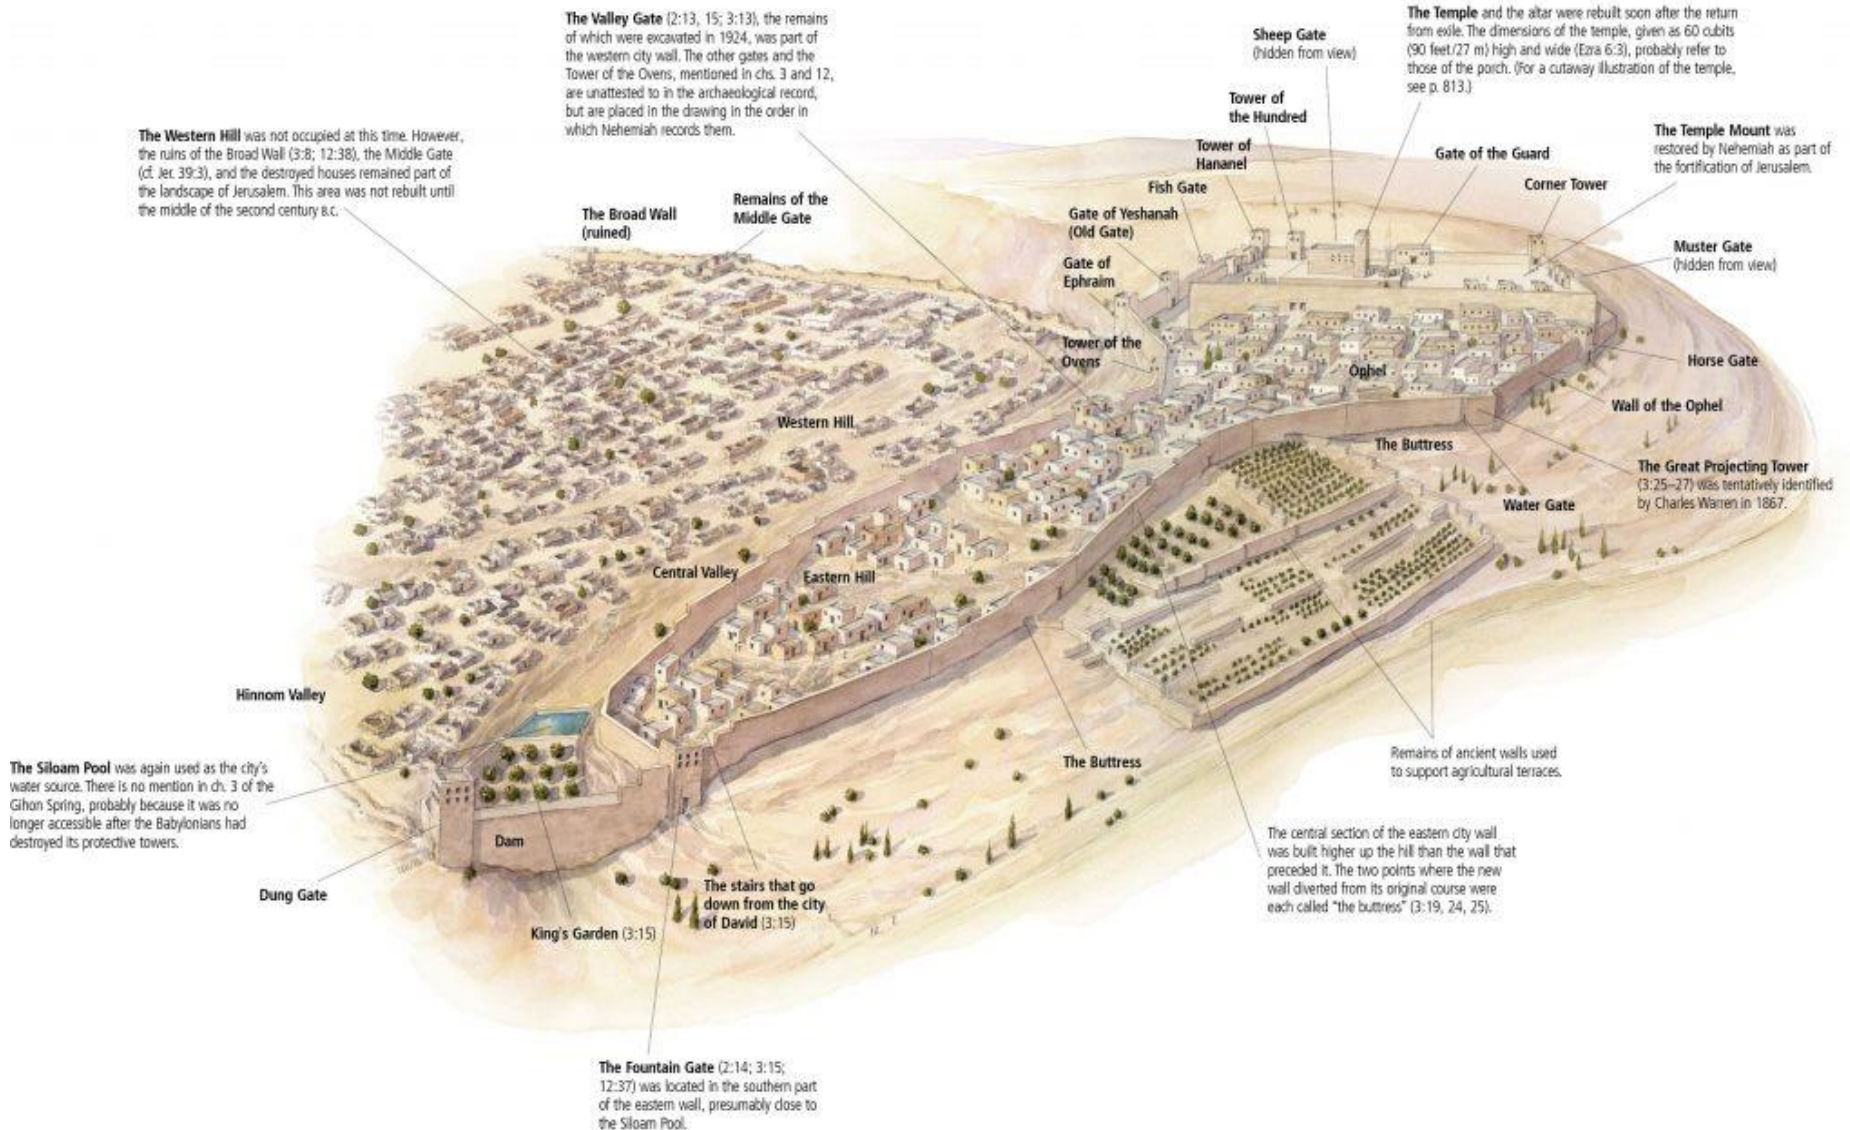 The Valley Gate (2:13, 15; 3:13), the remains
of which were excavated in 1924, was part of
the western city wall. The other gates and the
Tower of the Ovens, mentioned in chs. 3 and 12,
are unattested to in the archaeological record,
but are placed in the drawing in the order in
which Nehemiah records them.
Sheep Gate
(hidden from view)
The Temple and the altar were rebuilt soon after the return
from exile. The dimensions of the temple, given as 60 cubits
(90 feet/27 m) high and wide (Ezra 6:3), probably refer to
those of the porch. (For a cutaway illustration of the temple,
see p. 813.)
The Western Hill was not occupied at this time. However,
the ruins of the Broad Wall (3:8; 12:38), the Middle Gate
(cf. Jer. 39:3), and the destroyed houses remained part of
the landscape of Jerusalem. This area was not rebuilt until
the middle of the second century B.C.
Tower of
the Hundred
Tower of
Hananel
Gate of the Guard
The Temple Mount was
restored by Nehemiah as part of
the fortification of Jerusalem.
Fish Gate
Corner Tower
The Broad Wall
(ruined)
Remains of the
Middle Gate
Gate of Yeshanah
(Old Gate)
Muster Gate
(hidden from view)
Gate of
Ephraim
Tower of the
Ovens
Ophel
Horse Gate
Wall of the Ophel
Western Hill
The Buttress
The Great Projecting Tower
(3:25–27) was tentatively identified
by Charles Warren in 1867.
Water Gate
Central Valley
Eastern Hill
Hinnom Valley
The Siloam Pool was again used as the city's
water source. There is no mention in ch. 3 of the
Gihon Spring, probably because it was no
longer accessible after the Babylonians had
destroyed its protective towers.
The Buttress
Remains of ancient walls used
to support agricultural terraces.
Dam
The central section of the eastern city wall
was built higher up the hill than the wall that
preceded it. The two points where the new
wall diverted from its original course were
each called "the buttress" (3:19, 24, 25).
Dung Gate
The stairs that go
down from the city
of David (3:15)
King's Garden (3:15)
The Fountain Gate (2:14; 3:15;
12:37) was located in the southern part
of the eastern wall, presumably close to
the Siloam Pool.